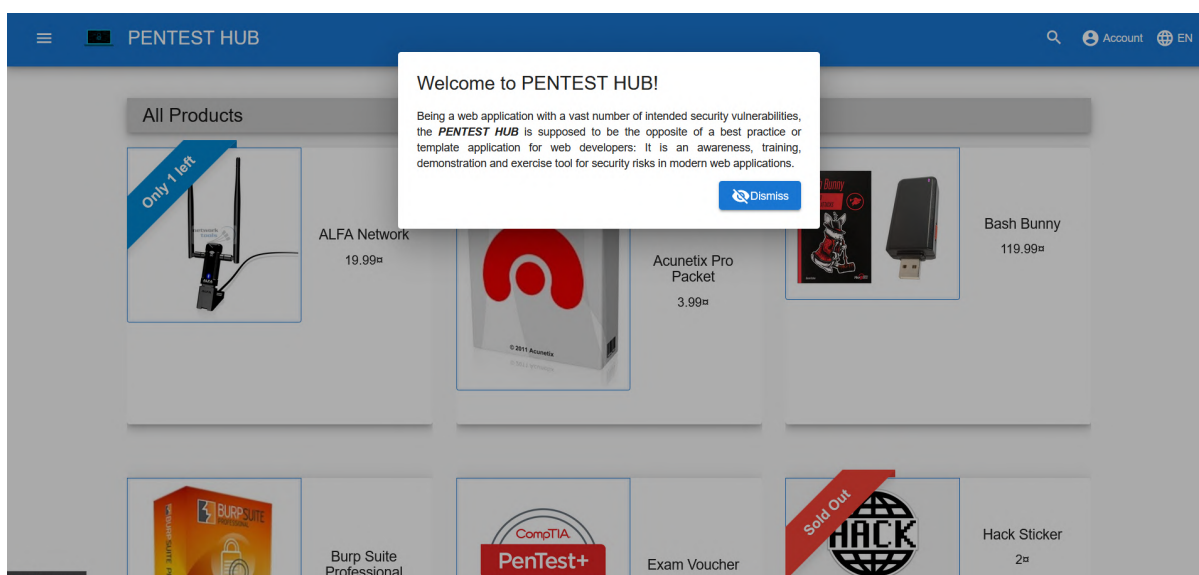 PENTEST HUB
Account
EN
Welcome to PENTEST HUB!
Being a web application with a vast number of intended security vulnerabilities,
the PENTEST HUB is supposed to be the opposite of a best practice or
template application for web developers: It is an awareness, training,
demonstration and exercise tool for security risks in modern web applications.
Dismiss
All Products
Only 1 left
ALFA Network
19.99¤
© 2011 Acunetix
Acunetix Pro
Packet
3.99¤
Bunny
Bash Bunny
119.99¤
BURPSUITE
PROFESSIONAL
Burp Suite
Professional
CompTIA
PenTest+
Exam Voucher
Sold Out
HACK
Hack Sticker
2¤